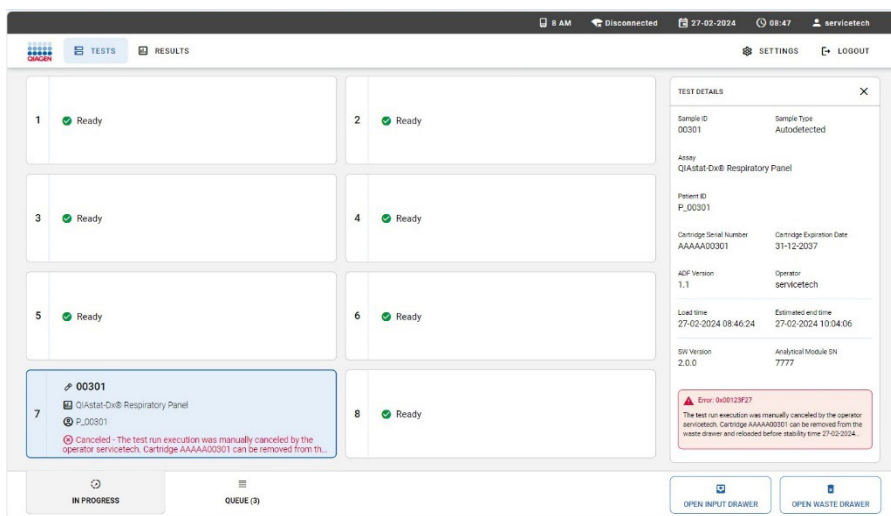 8 AM Disconnected 27-02-2024 08:47 servicetech
QIAGEN TESTS RESULTS SETTINGS LOGOUT
1 Ready
2 Ready
3 Ready
4 Ready
5 Ready
6 Ready
7
00301
QIAstat-Dx® Respiratory Panel
P_00301
Canceled - The test run execution was manually canceled by the
operator servicetech. Cartridge AAAAA00301 can be removed from th...
8 Ready
TEST DETAILS
Sample ID Sample Type
00301 Autodetected
Assay
QIAstat-Dx® Respiratory Panel
Patient ID
P_00301
Cartridge Serial Number Cartridge Expiration Date
AAAAA00301 31-12-2037
ADF Version Operator
1.1 servicetech
Load time Estimated end time
27-02-2024 08:46:24 27-02-2024 10:04:06
SW Version Analytical Module SN
2.0.0 7777
Error: 0x00123F27
The test run execution was manually canceled by the operator
servicetech. Cartridge AAAAA00301 can be removed from the
waste drawer and reloaded before stability time 27-02-2024...
IN PROGRESS
QUEUE (3)
OPEN INPUT DRAWER
OPEN WASTE DRAWER